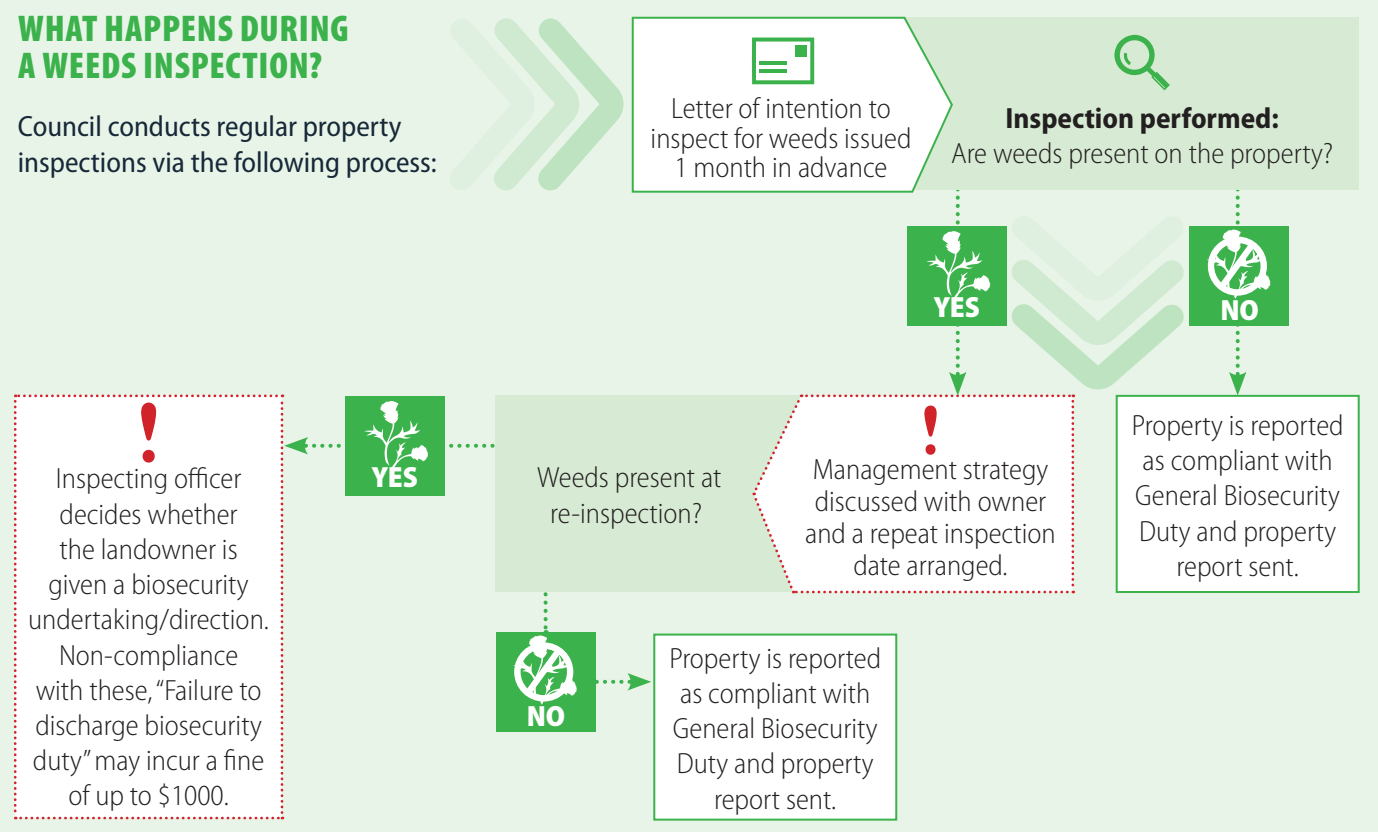 WHAT HAPPENS DURING
A WEEDS INSPECTION?
Council conducts regular property
inspections via the following process:
Letter of intention to
inspect for weeds issued
1 month in advance
Inspection performed:
Are weeds present on the property?
YES
NO
Property is reported
as compliant with
General Biosecurity
Duty and property
report sent.
Management strategy
discussed with owner
and a repeat inspection
date arranged.
Weeds present at
re-inspection?
YES
Inspecting officer
decides whether
the landowner is
given a biosecurity
undertaking/direction.
Non-compliance
with these, “Failure to
discharge biosecurity
duty” may incur a fine
of up to $1000.
NO
Property is reported
as compliant with
General Biosecurity
Duty and property
report sent.